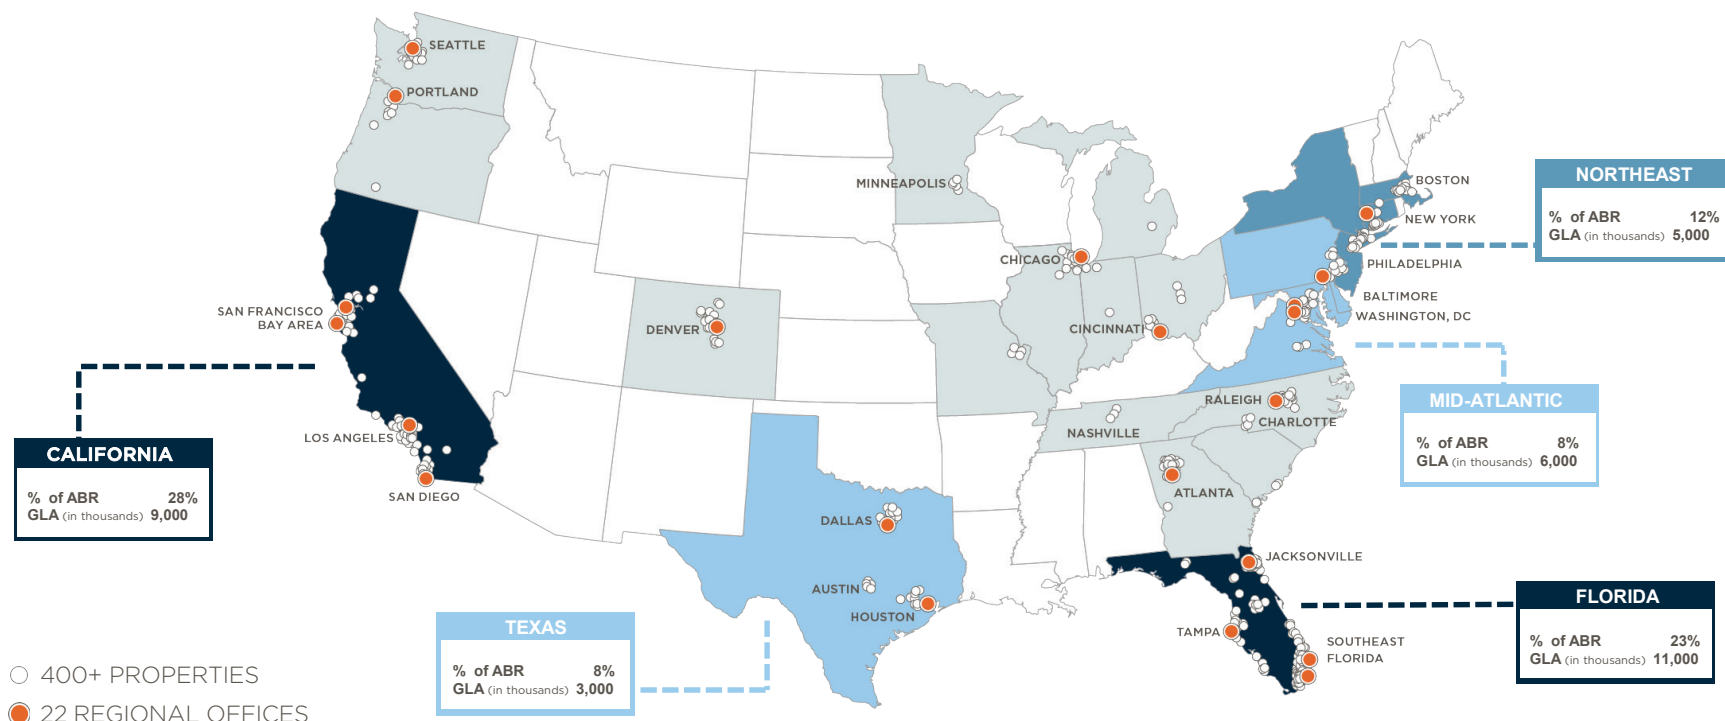 SEATTLE
PORTLAND
MINNEAPOLIS
BOSTON
NEW YORK
CHICAGO
PHILADELPHIA
BALTIMORE
WASHINGTON, DC
SAN FRANCISCO
BAY AREA
DENVER
CINCINNATI
RALEIGH
CHARLOTTE
NASHVILLE
LOS ANGELES
SAN DIEGO
ATLANTA
DALLAS
AUSTIN
HOUSTON
JACKSONVILLE
TAMPA
SOUTHEAST
FLORIDA
NORTHEAST
% of ABR 12%
GLA (in thousands) 5,000
MID-ATLANTIC
% of ABR 8%
GLA (in thousands) 6,000
CALIFORNIA
% of ABR 28%
GLA (in thousands) 9,000
TEXAS
% of ABR 8%
GLA (in thousands) 3,000
FLORIDA
% of ABR 23%
GLA (in thousands) 11,000
400+ PROPERTIES
22 REGIONAL OFFICES